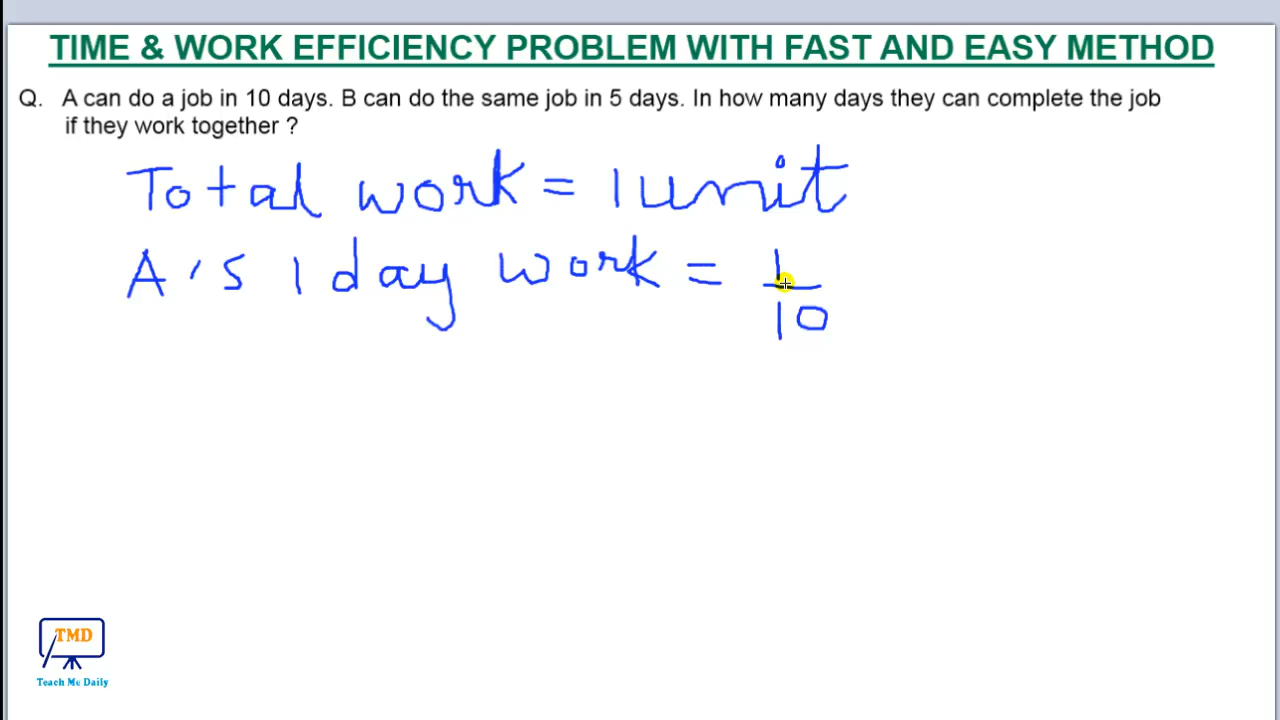 TIME & WORK EFFICIENCY PROBLEM WITH FAST AND EASY METHOD
Q. A can do a job in 10 days. B can do the same job in 5 days. In how many days they can complete the job
if they work together ?
Total work = 1 unit
A's 1 day work = 1/10
TMD
Teach Me Daily